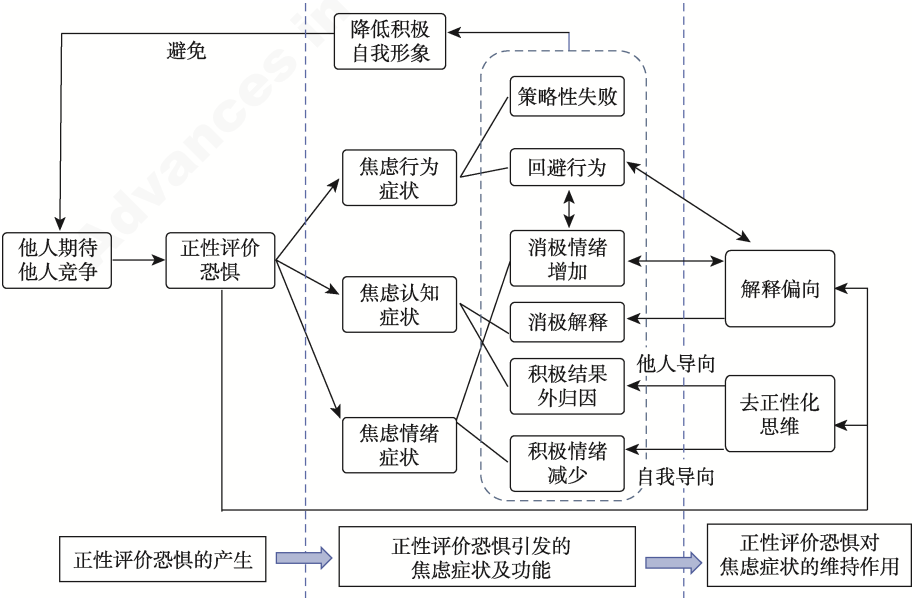 降低积极
自我形象
避免
策略性失败
焦虑行为
症状
回避行为
他人期待
他人竞争
正性评价
恐惧
消极情绪
增加
解释偏向
焦虑认知
症状
消极解释
他人导向
积极结果
外归因
去正性化
思维
焦虑情绪
症状
积极情绪
减少
自我导向
正性评价恐惧的产生
正性评价恐惧引发的
焦虑症状及功能
正性评价恐惧对
焦虑症状的维持作用
Advances in